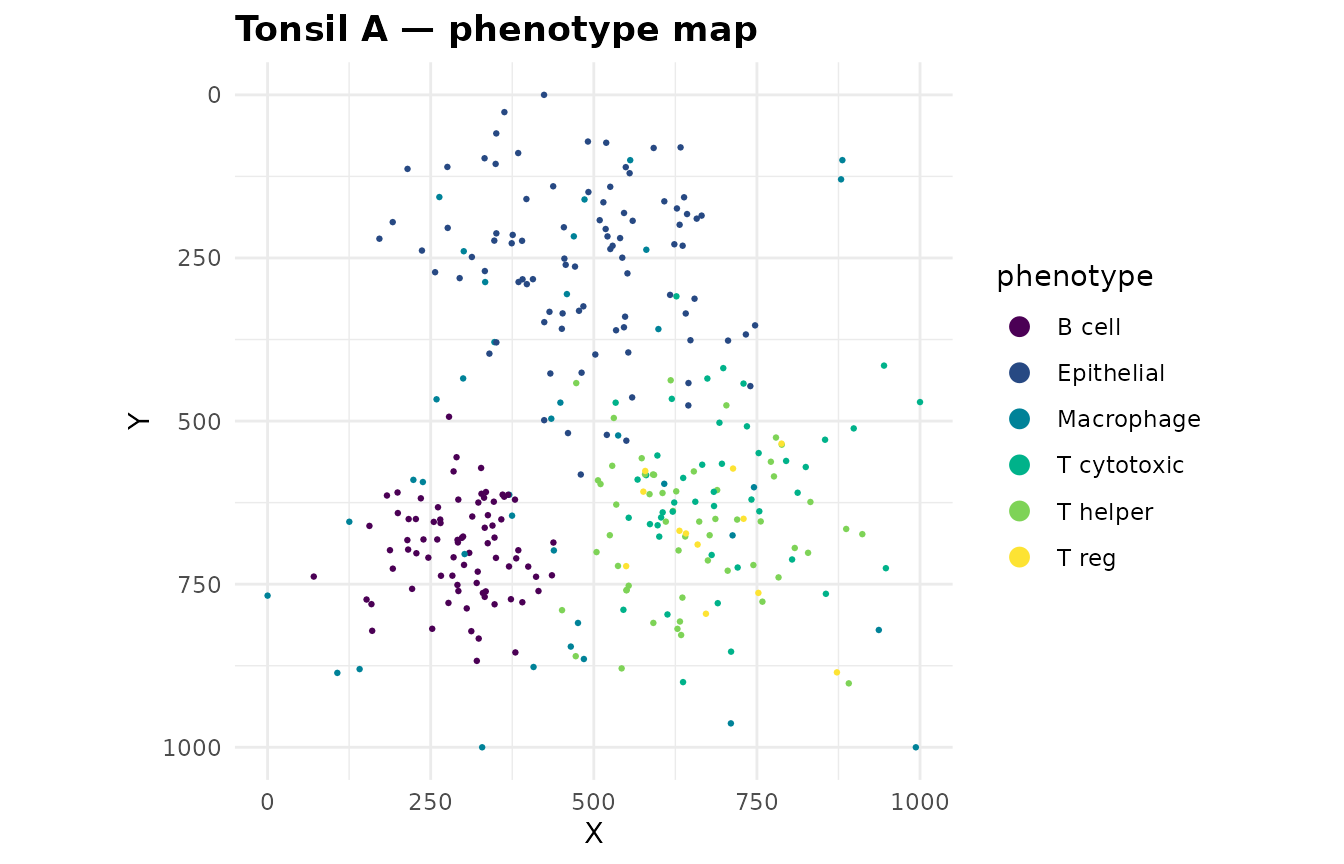 Tonsil A — phenotype map
0
250
500
750
1000
Y
0 250 500 750 1000
X
phenotype
B cell
Epithelial
Macrophage
T cytotoxic
T helper
T reg